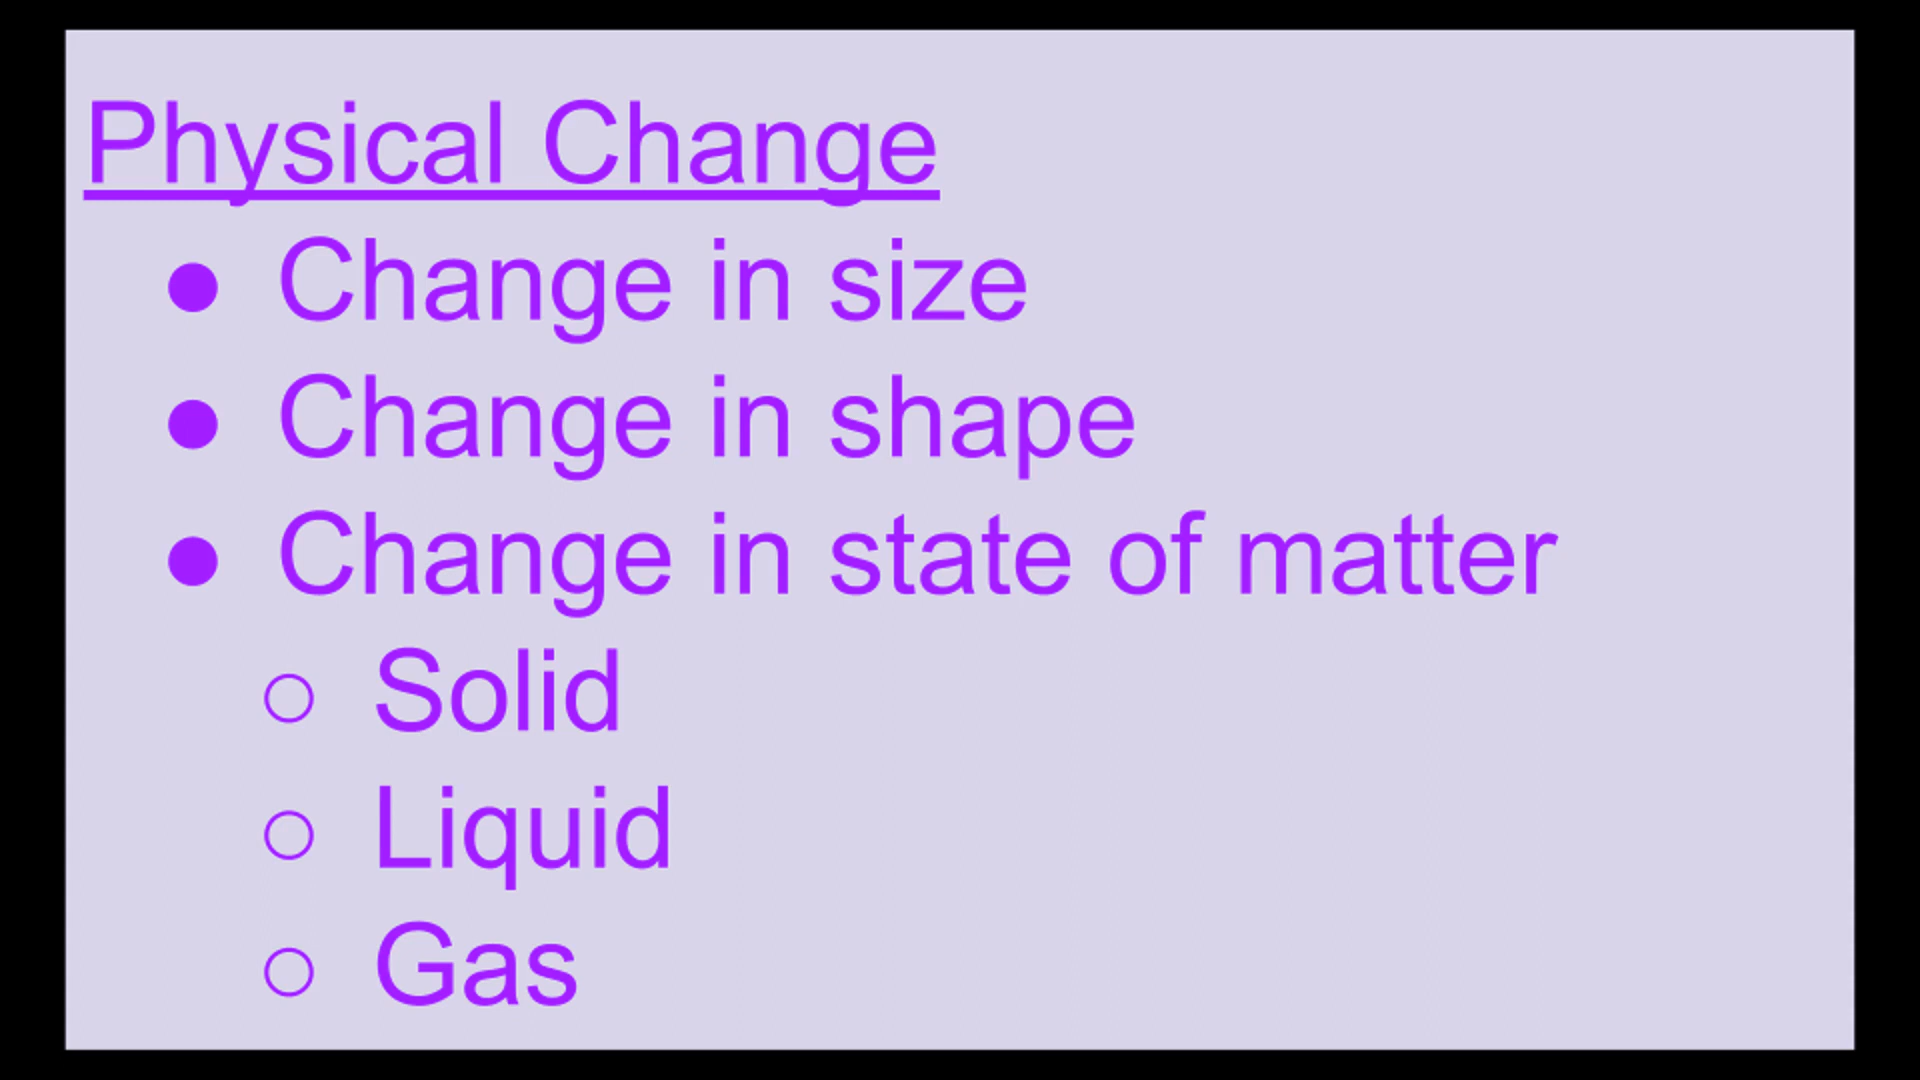 Physical Change
● Change in size
● Change in shape
● Change in state of matter
○ Solid
○ Liquid
○ Gas